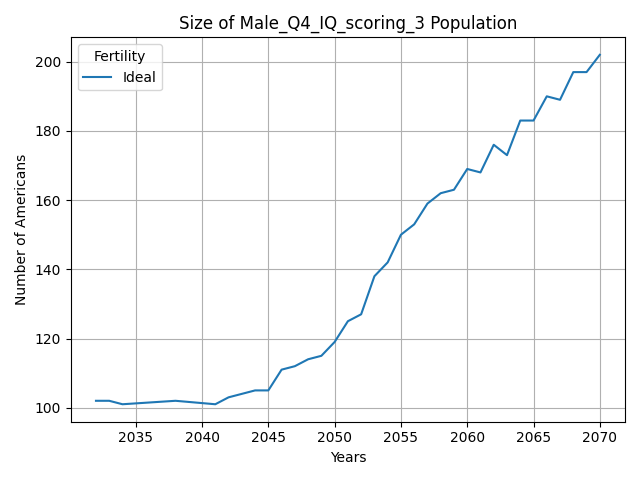 Size of Male_Q4_IQ_scoring_3 Population
Fertility
Ideal
Number of Americans
200
180
160
140
120
100
2035 2040 2045 2050 2055 2060 2065 2070
Years